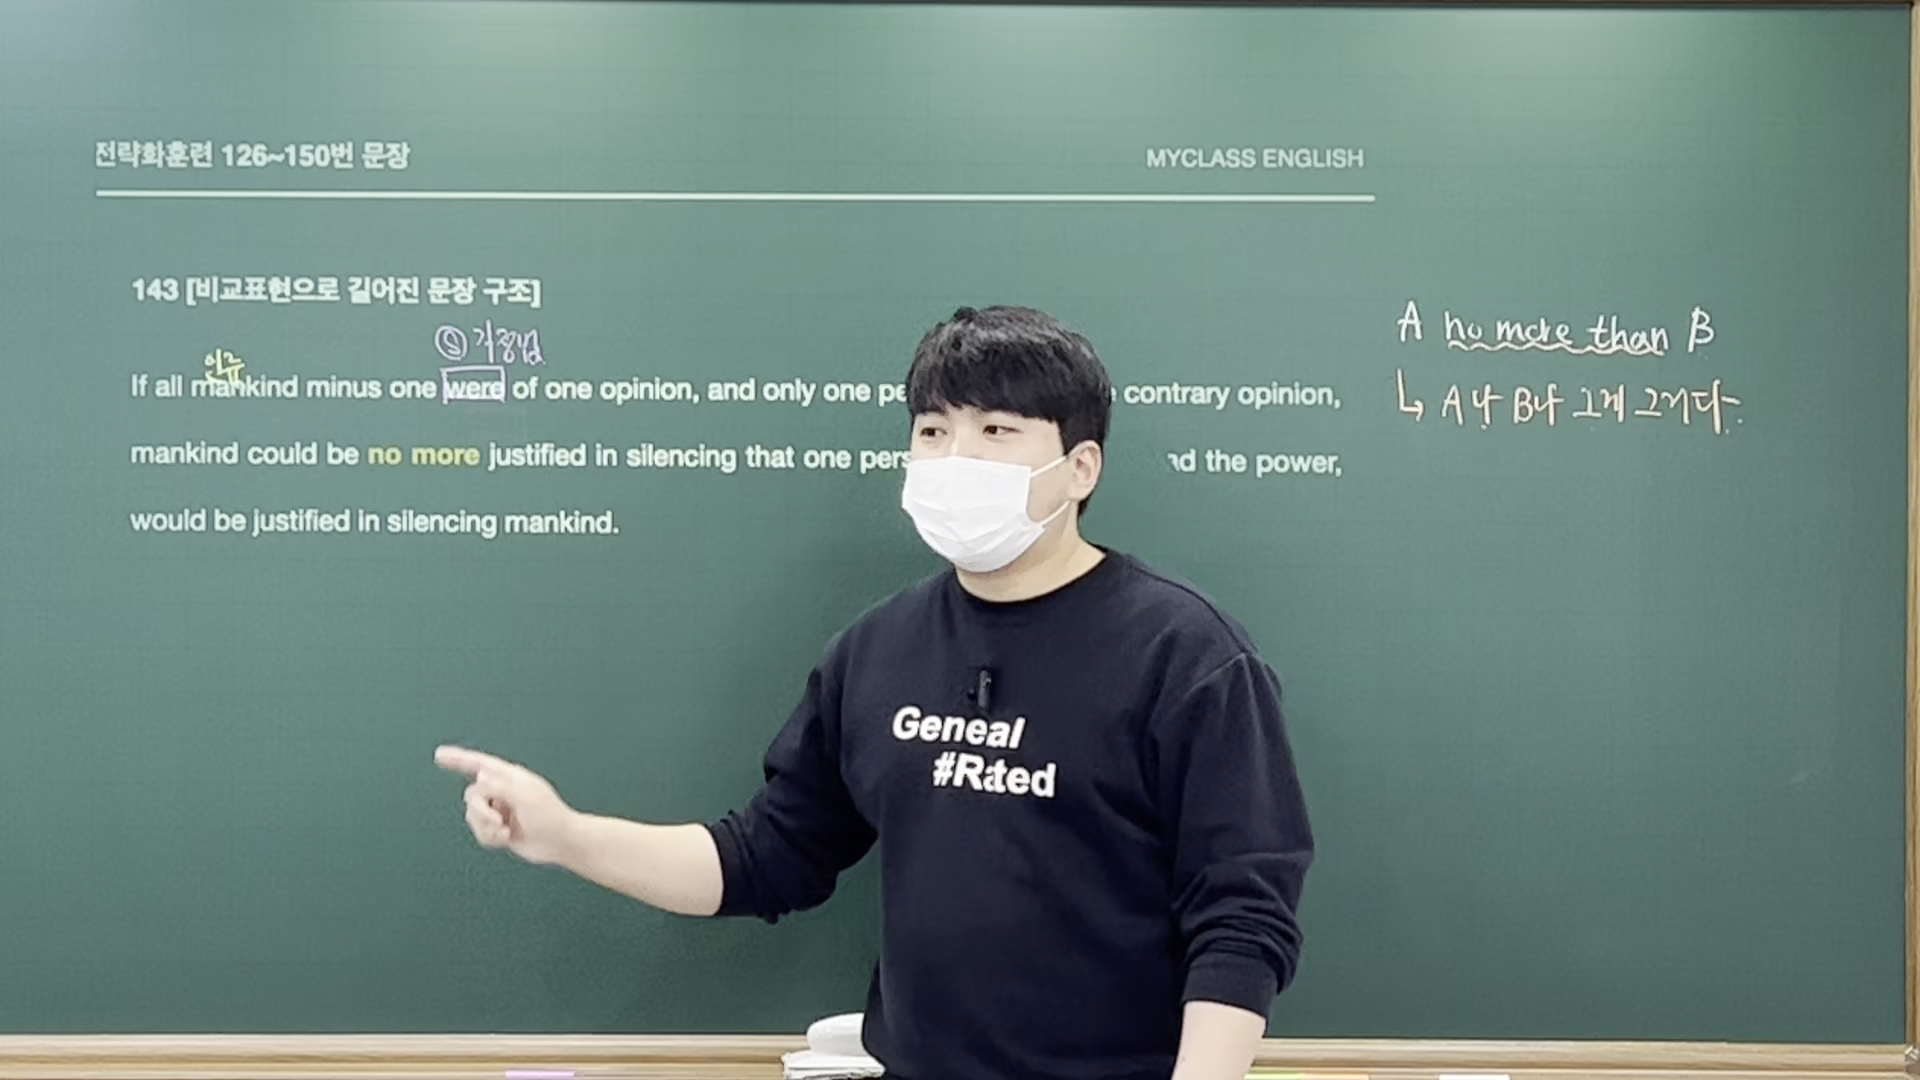 전략화훈련 126~150번 문장
MYCLASS ENGLISH
143 [비교표현으로 길어진 문장 구조]
인류
Ⓢ 가정법
If all mankind minus one were of one opinion, and only one contrary opinion,
mankind could be no more justified in silencing that one the power,
would be justified in silencing mankind.
A no more than B
↳ A나 B나 그게 그거다
Geneal
#Rated